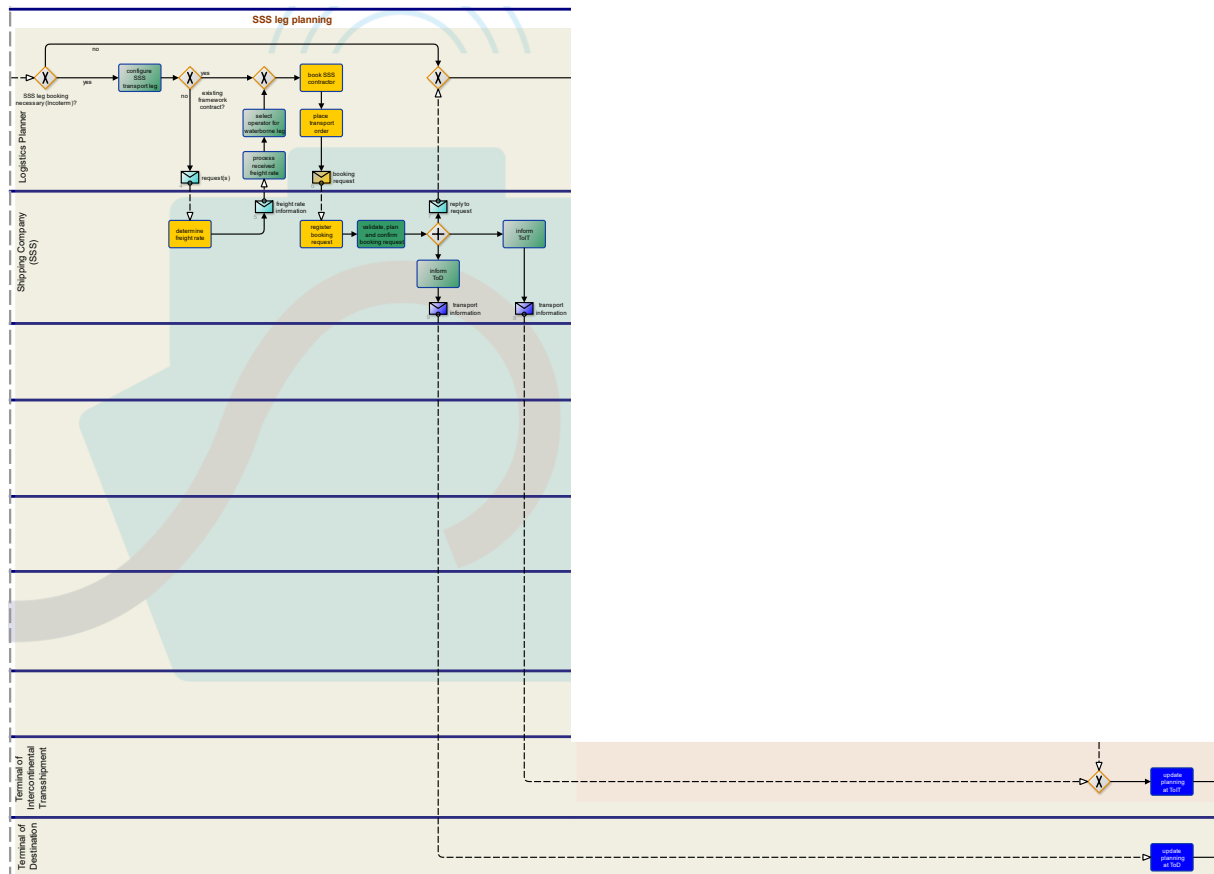 SSS leg planning
no
SSS leg booking
necessary (Incoterm)?
yes
configure
SSS
transport leg
yes
no
existing
framework
contract?
book SSS
contractor
select
operator for
waterborne leg
place
transport
order
process
received
freight rate
request(s)
booking
request
Logistics Planner
freight rate
information
reply to
request
determine
freight rate
register
booking
request
validate, plan
and confirm
booking request
inform
ToIT
inform
ToD
transport
information
transport
information
Shipping Company
(SSS)
Terminal of
Intercontinental
Transshipment
update
planning
at ToIT
Terminal of
Destination
update
planning
at ToD